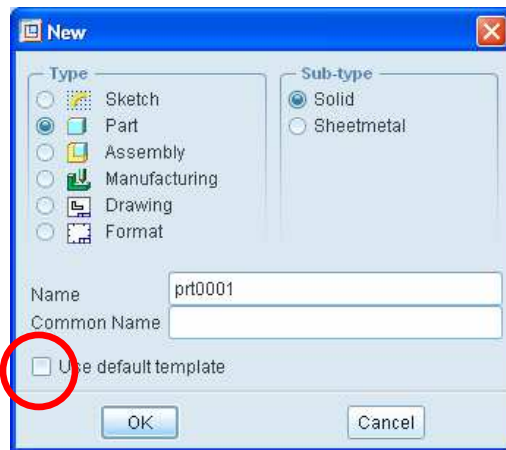 New
Type
Sketch
Part
Assembly
Manufacturing
Drawing
Format
Sub-type
Solid
Sheetmetal
Name prt0001
Common Name
Use default template
OK Cancel